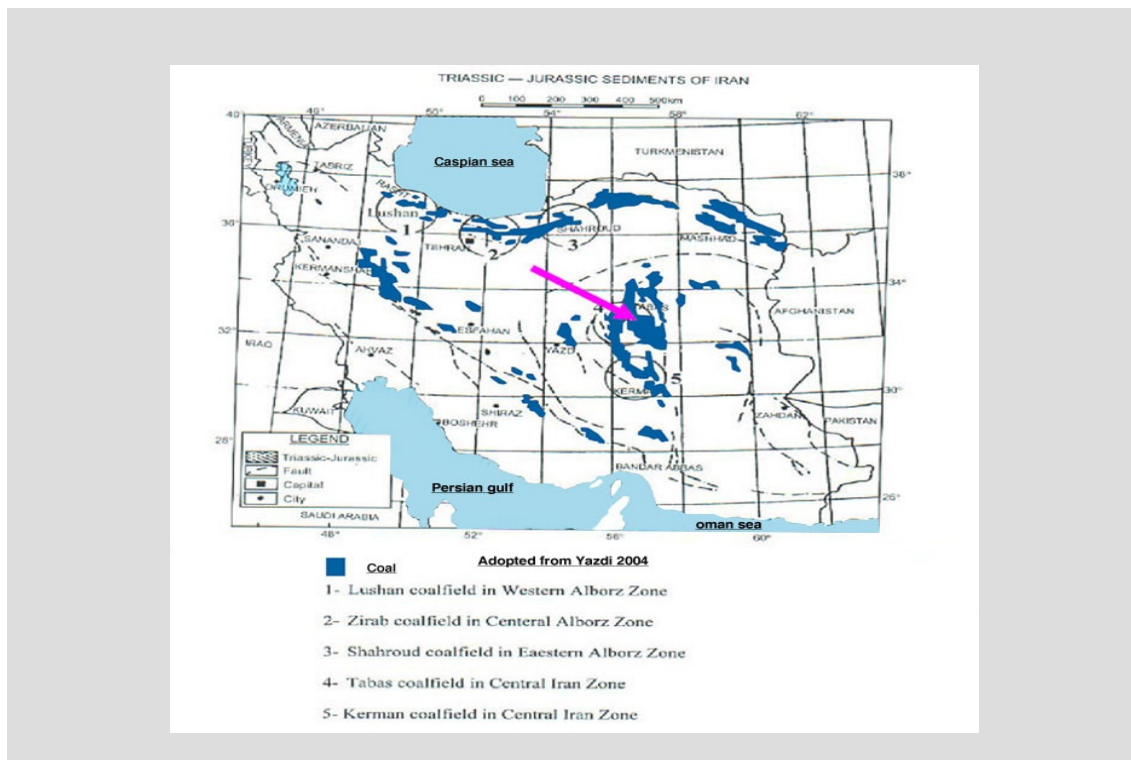 TRIASSIC — JURASSIC SEDIMENTS OF IRAN
0 100 200 300 400 500km
46° 50° 54° 58° 62°
40°
ARMENIA
AZERBAIJAN
TURKEY
TABRIZ
Caspian sea
TURKMENISTAN
38°
ORUMIEH
RASHT
Lushan
1
36°
SHAHROUD
3
SANANDAJ
TEHRAN
2
MASHHAD
KERMANSHAH
34°
4
TABAS
AFGHANISTAN
32°
ESFAHAN
IRAQ
AHVAZ
YAZD
5
30°
KERMAN
KUWAIT
SHIRAZ
ZAHDAN
PAKISTAN
BOSHEHR
28°
LEGEND
Triassic-Jurassic
Fault
Capital
City
BANDAR ABBAS
Persian gulf
26°
SAUDI ARABIA
oman sea
48° 52° 56° 60°
Adopted from Yazdi 2004
Coal
1- Lushan coalfield in Western Alborz Zone
2- Zirab coalfield in Centeral Alborz Zone
3- Shahroud coalfield in Eaestern Alborz Zone
4- Tabas coalfield in Central Iran Zone
5- Kerman coalfield in Central Iran Zone